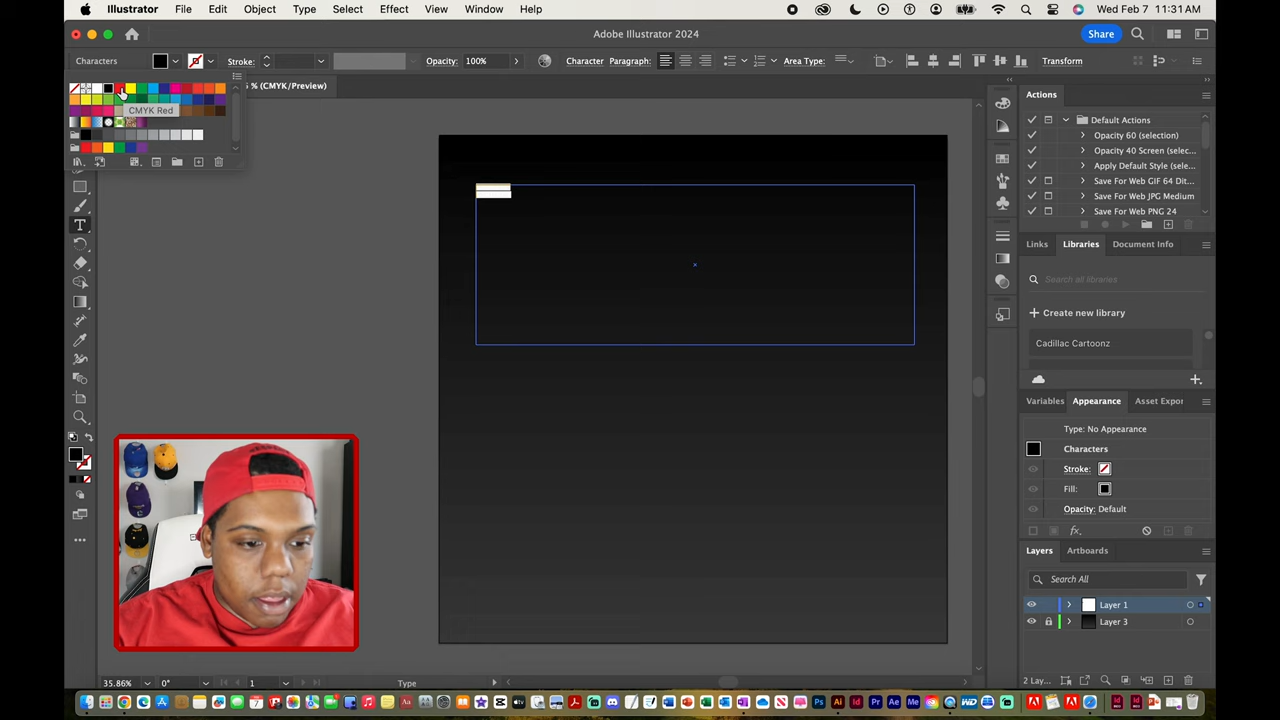 Illustrator File Edit Object Type Select Effect View Window Help
Wed Feb 7 11:31AM
Adobe Illustrator 2024
Share
Characters
Stroke:
Opacity: 100%
Character Paragraph
Area Type:
Transform
% (CMYK/Preview)
CMYK Red
Actions
Default Actions
Opacity 60 (selection)
Opacity 40 Screen (selec...
Apply Default Style (sele...
Save For Web GIF 64 Dit...
Save For Web JPG Medium
Save For Web PNG 24
Links Libraries Document Info
Search all libraries
Create new library
Cadillac Cartoonz
Variables Appearance Asset Expor
Type: No Appearance
Characters
Stroke:
Fill:
Opacity: Default
fx
Layers Artboards
Search All
Layer 1
Layer 3
2 Lay...
35.86% 0° 1 Type